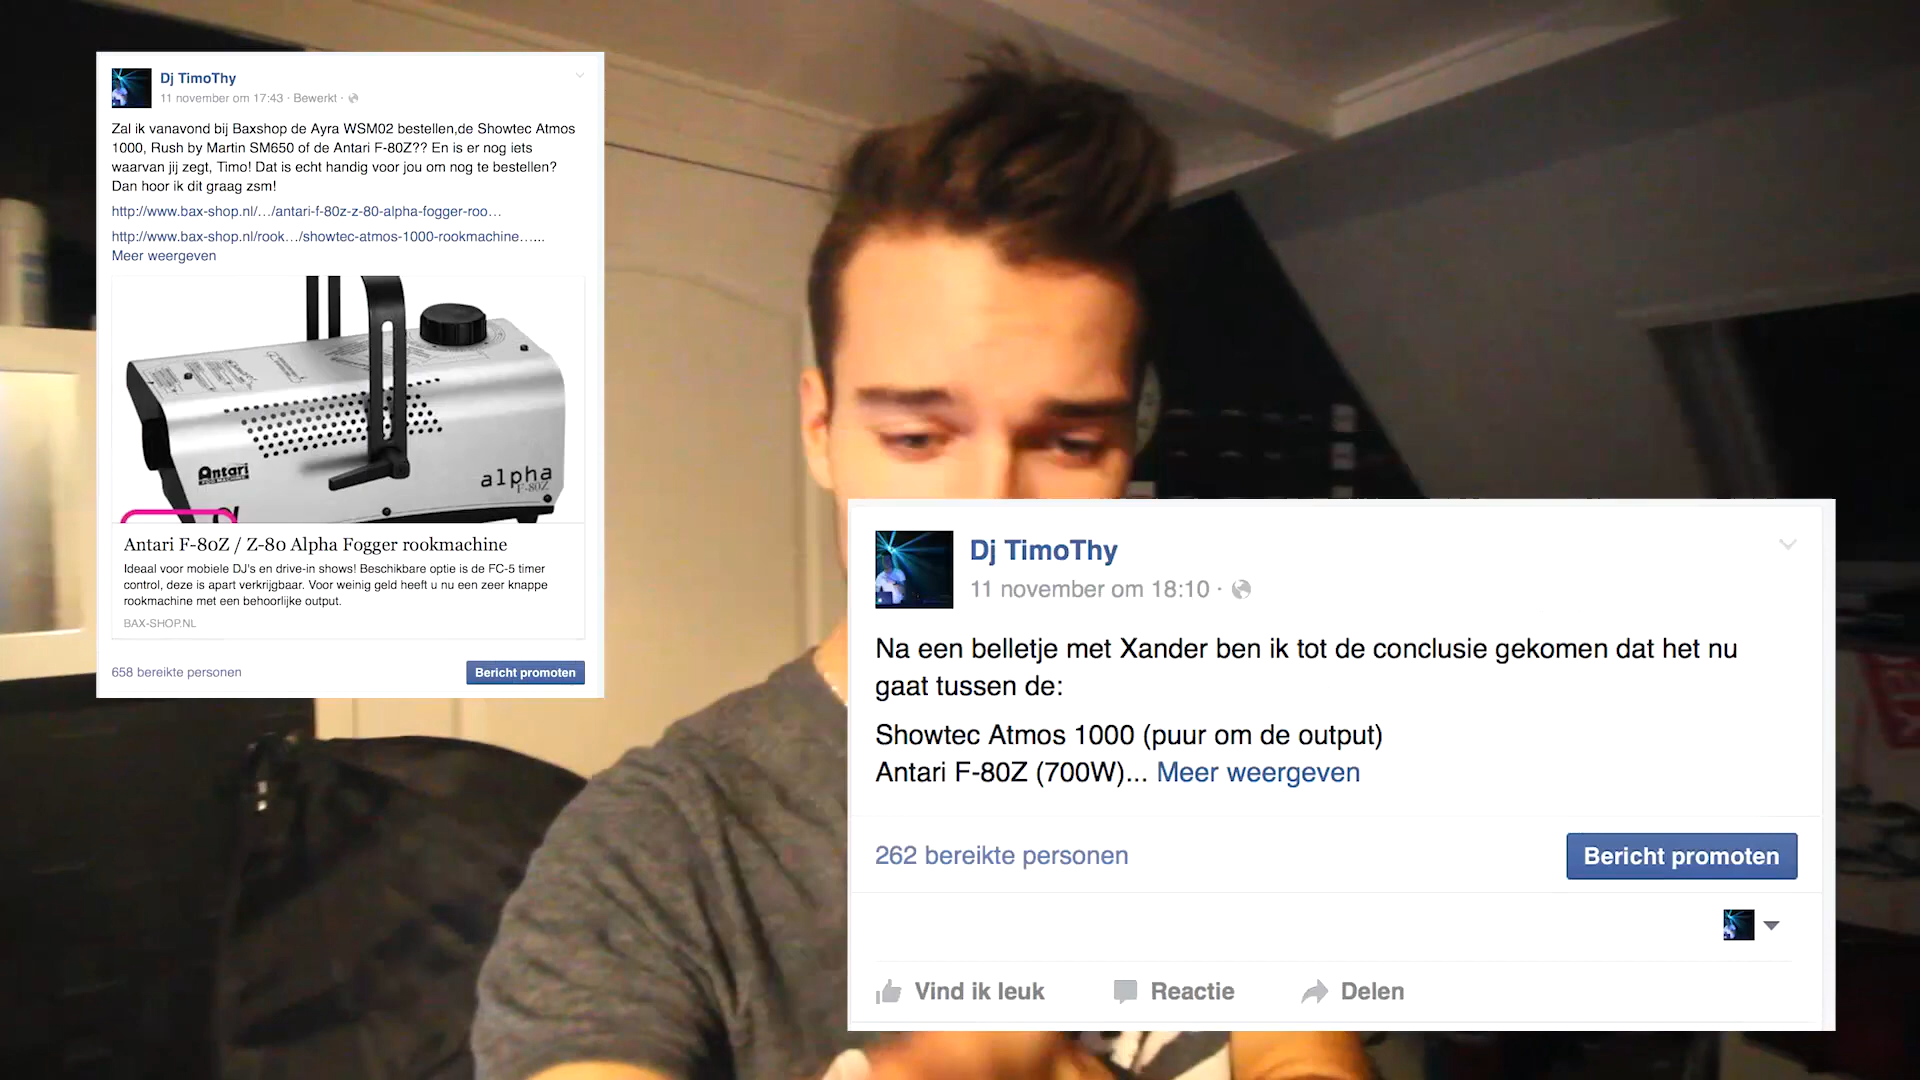 Dj TimoThy
11 november om 17:43 · Bewerkt ·
Zal ik vanavond bij Baxshop de Ayra WSM02 bestellen,de Showtec Atmos
1000, Rush by Martin SM650 of de Antari F-80Z?? En is er nog iets
waarvan jij zegt, Timo! Dat is echt handig voor jou om nog te bestellen?
Dan hoor ik dit graag zsm!
http://www.bax-shop.nl/…/antari-f-80z-z-80-alpha-fogger-roo…
http://www.bax-shop.nl/rook…/showtec-atmos-1000-rookmachine…...
Meer weergeven
Antari
FOG MACHINE
alpha
F-80Z
Antari F-80Z / Z-80 Alpha Fogger rookmachine
Ideaal voor mobiele DJ's en drive-in shows! Beschikbare optie is de FC-5 timer
control, deze is apart verkrijgbaar. Voor weinig geld heeft u nu een zeer knappe
rookmachine met een behoorlijke output.
BAX-SHOP.NL
658 bereikte personen
Bericht promoten
Dj TimoThy
11 november om 18:10 ·
Na een belletje met Xander ben ik tot de conclusie gekomen dat het nu
gaat tussen de:
Showtec Atmos 1000 (puur om de output)
Antari F-80Z (700W)... Meer weergeven
262 bereikte personen
Bericht promoten
Vind ik leuk
Reactie
Delen